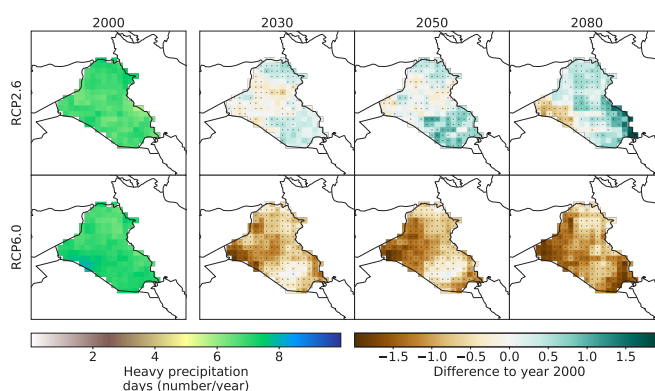 2000 2030 2050 2080
RCP2.6
RCP6.0
2 4 6 8
−1.5 −1.0 −0.5 0.0 0.5 1.0 1.5
Heavy precipitation
days (number/year)
Difference to year 2000